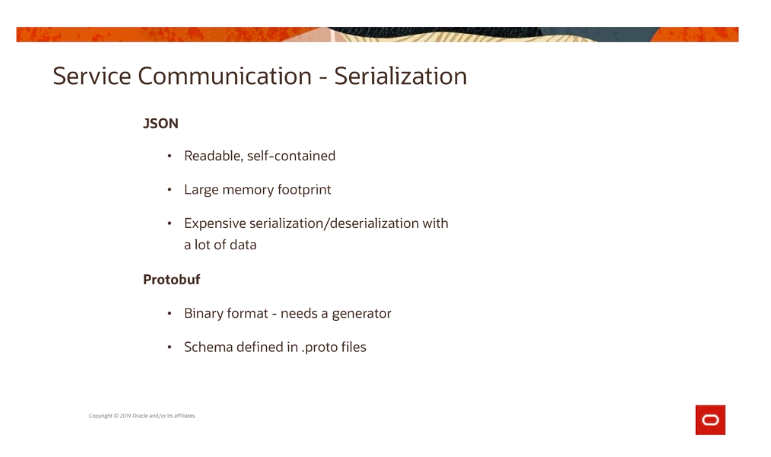 Service Communication - Serialization
JSON
• Readable, self-contained
• Large memory footprint
• Expensive serialization/deserialization with
a lot of data
Protobuf
• Binary format - needs a generator
• Schema defined in .proto files
Copyright © 2019 Oracle and/or its affiliates.